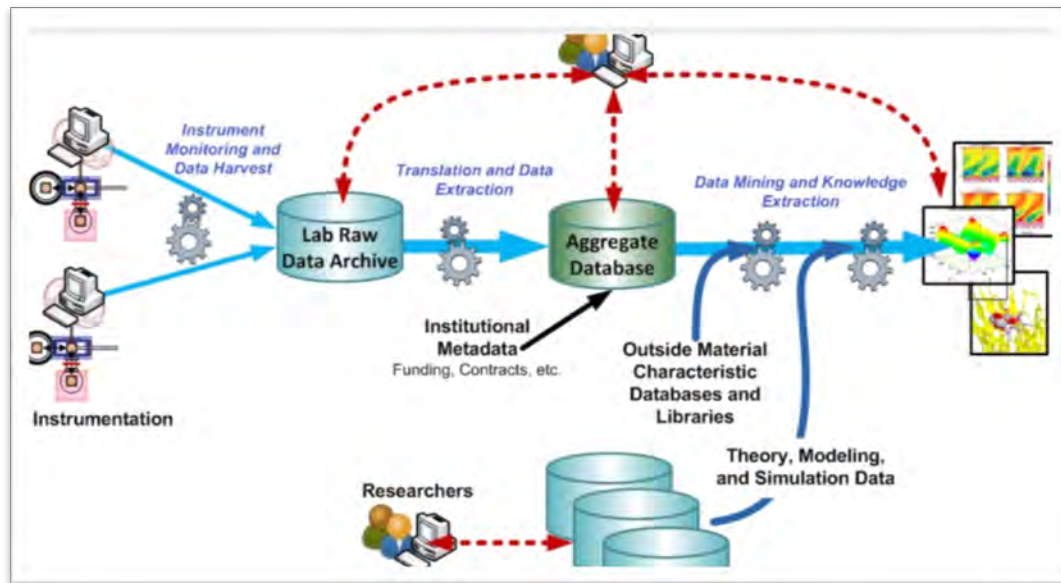 Instrument
Monitoring and
Data Harvest
Translation and Data
Extraction
Data Mining and Knowledge
Extraction
Lab Raw
Data Archive
Aggregate
Database
Institutional
Metadata
Funding, Contracts, etc.
Outside Material
Characteristic
Databases and
Libraries
Instrumentation
Theory, Modeling,
and Simulation Data
Researchers